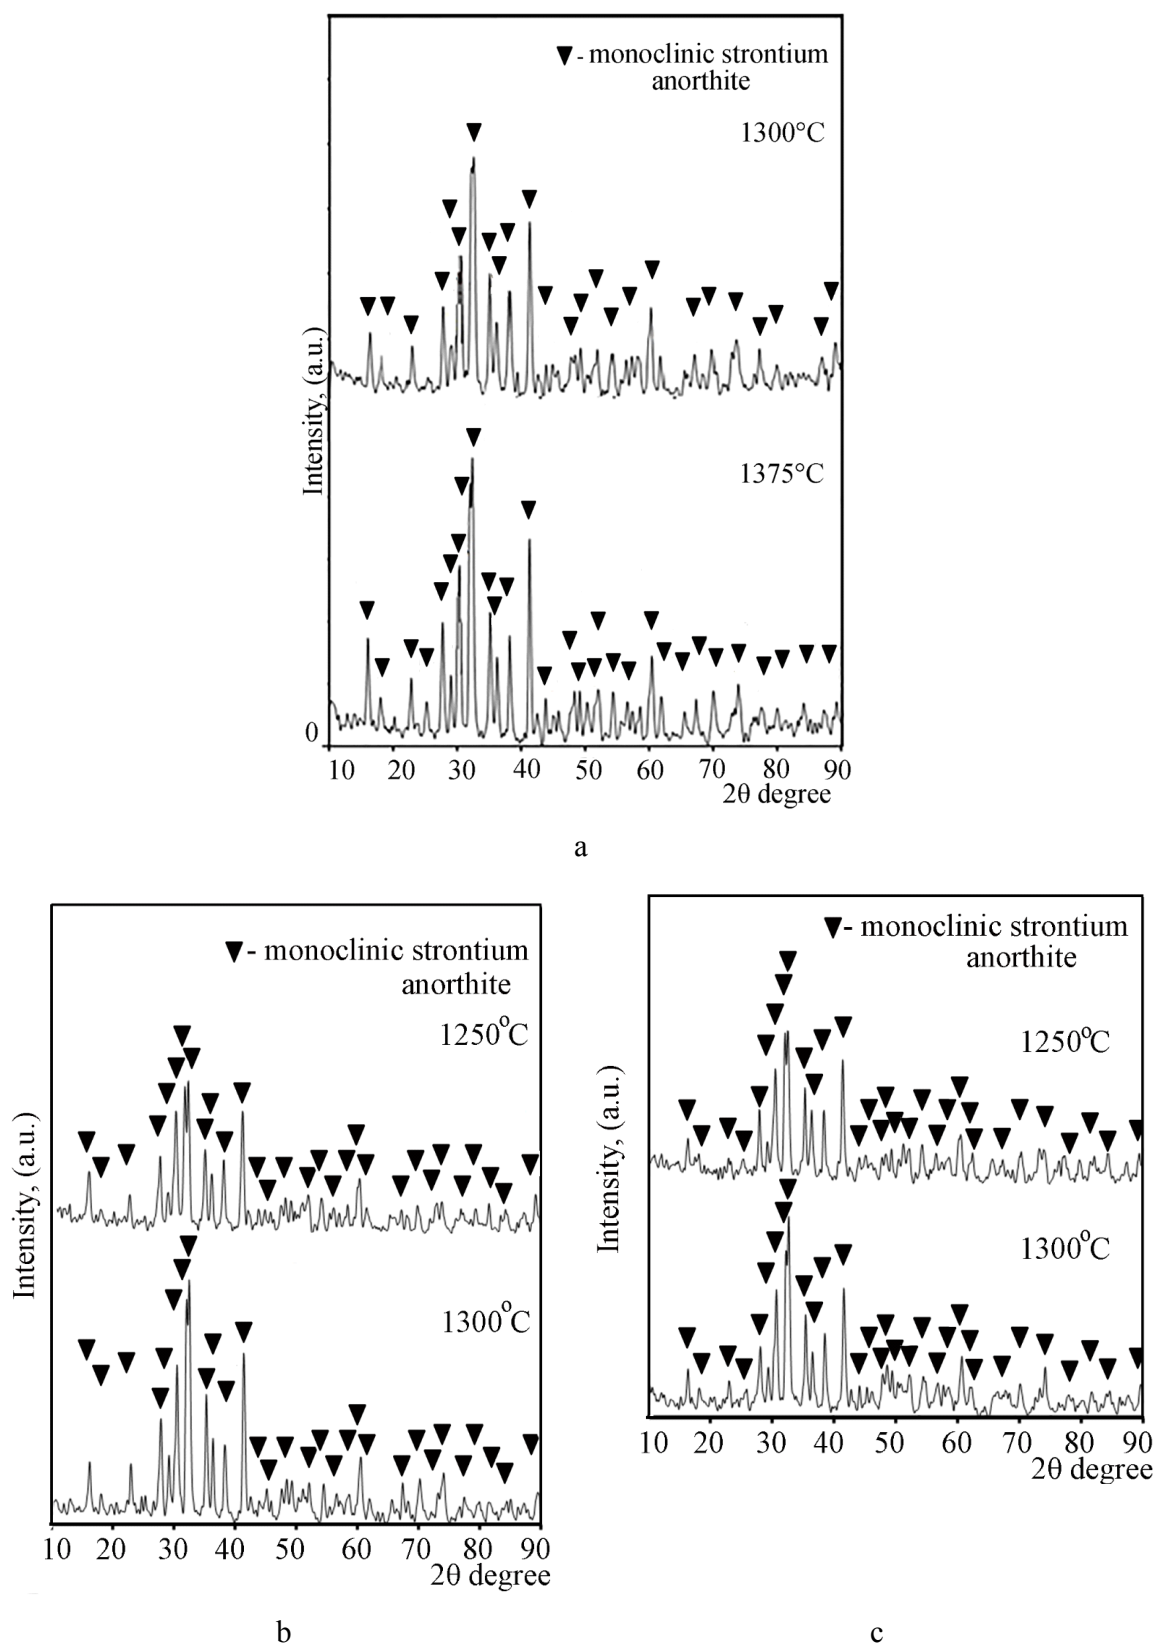 ▼- monoclinic strontium
anorthite
1300°C
Intensity, (a.u.)
1375°C
0
10 20 30 40 50 60 70 80 90
2θ degree
a
▼- monoclinic strontium
anorthite
1250°C
Intensity, (a.u.)
1300°C
10 20 30 40 50 60 70 80 90
2θ degree
b
▼- monoclinic strontium
anorthite
1250°C
Intensity, (a.u.)
1300°C
10 20 30 40 50 60 70 80 90
2θ degree
c